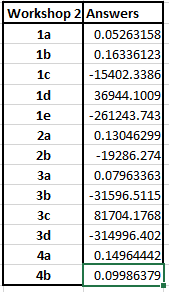 Workshop 2 Answers
1a 0.05263158
1b 0.16336123
1c -15402.3386
1d 36944.1009
1e -261243.743
2a 0.13046299
2b -19286.274
3a 0.07963363
3b -31596.5115
3c 81704.1768
3d -314996.402
4a 0.14964442
4b 0.09986379